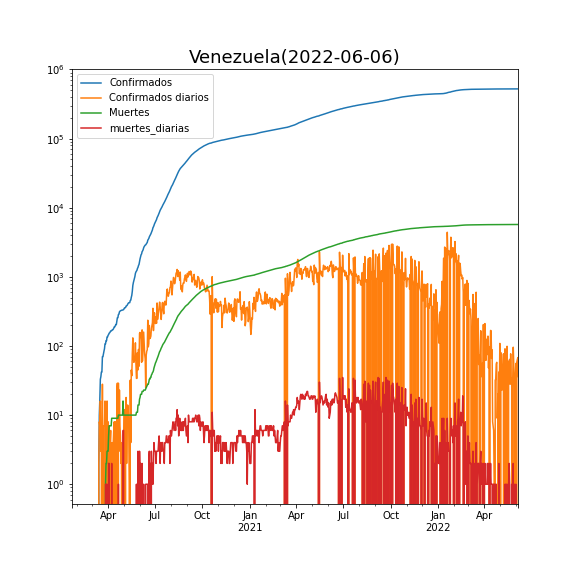 Venezuela(2022-06-06)
Confirmados
Confirmados diarios
Muertes
muertes_diarias
10^6
10^5
10^4
10^3
10^2
10^1
10^0
Apr Jul Oct Jan Apr Jul Oct Jan Apr
2021 2022